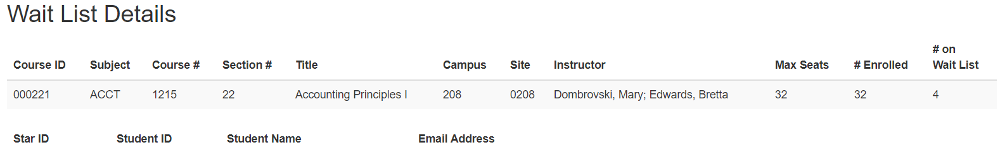 Wait List Details
# on
Course ID Subject Course # Section # Title Campus Site Instructor Max Seats # Enrolled Wait List
000221 ACCT 1215 22 Accounting Principles I 208 0208 Dombrovski, Mary; Edwards, Bretta 32 32 4
Star ID Student ID Student Name Email Address